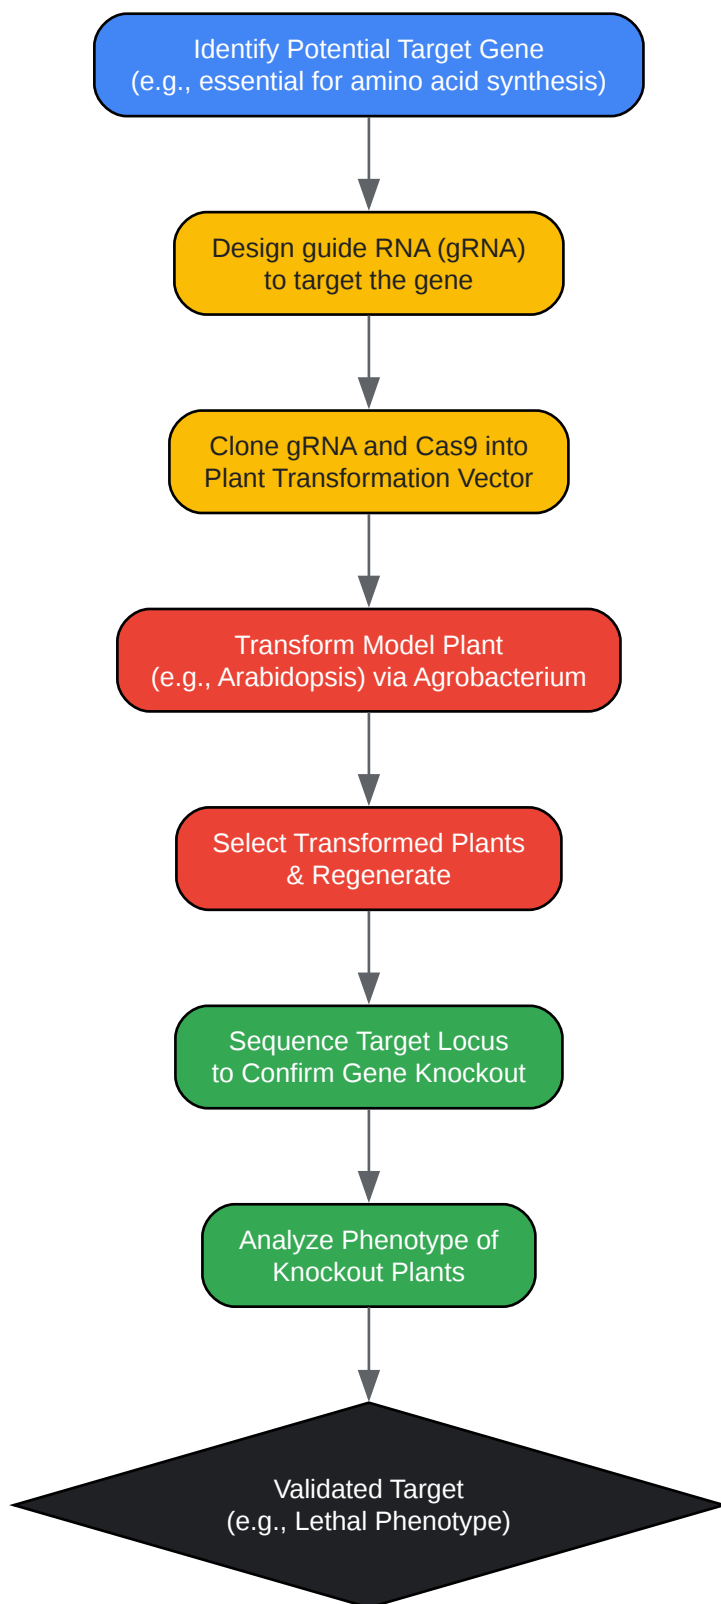 Identify Potential Target Gene
(e.g., essential for amino acid synthesis)
Design guide RNA (gRNA)
to target the gene
Clone gRNA and Cas9 into
Plant Transformation Vector
Transform Model Plant
(e.g., Arabidopsis) via Agrobacterium
Select Transformed Plants
& Regenerate
Sequence Target Locus
to Confirm Gene Knockout
Analyze Phenotype of
Knockout Plants
Validated Target
(e.g., Lethal Phenotype)